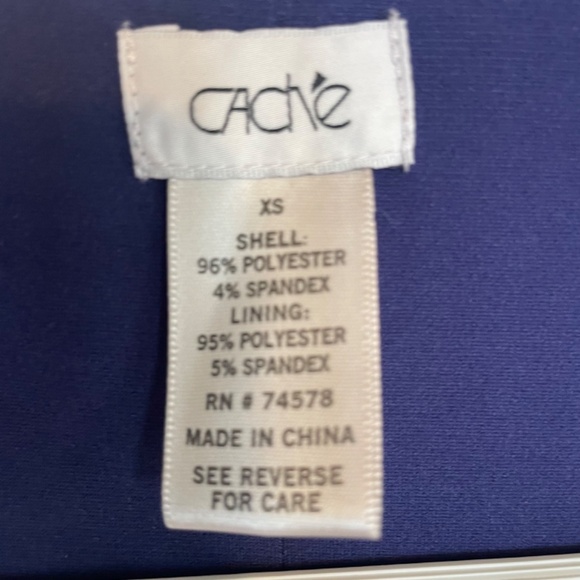 CAChé
XS
SHELL:
96% POLYESTER
4% SPANDEX
LINING:
95% POLYESTER
5% SPANDEX
RN # 74578
MADE IN CHINA
SEE REVERSE
FOR CARE